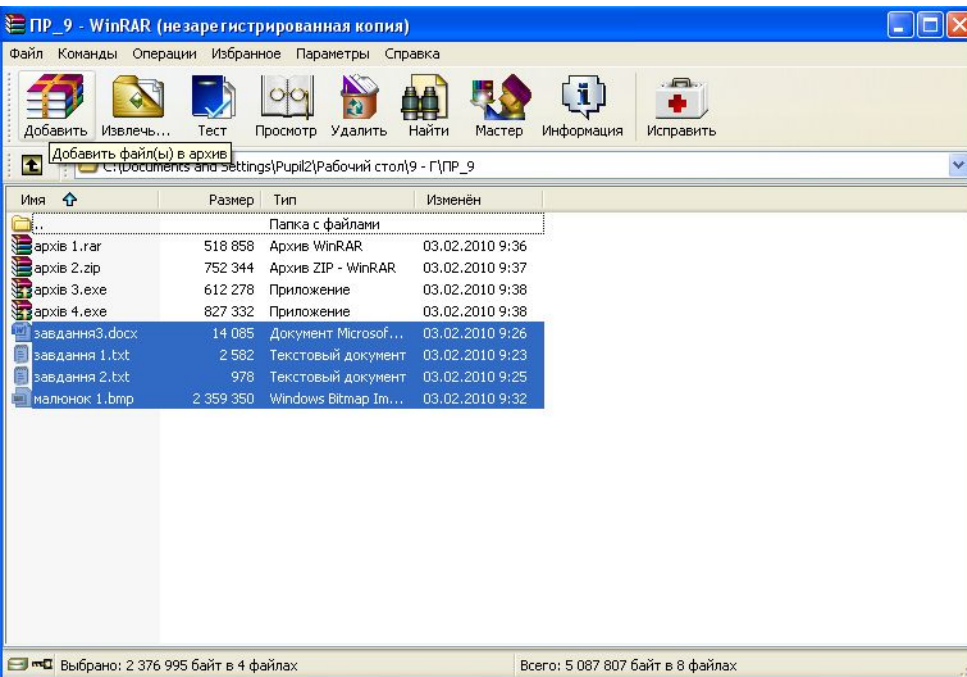 ПР_9 - WinRAR (незарегистрированная копия)
Файл Команды Операции Избранное Параметры Справка
Добавить Извлечь... Тест Просмотр Удалить Найти Мастер Информация Исправить
Добавить файл(ы) в архив
C:\Documents and Settings\Pupil2\Рабочий стол\9 - Г\ПР_9
Имя Размер Тип Изменён
.. Папка с файлами
архів 1.rar 518 858 Архив WinRAR 03.02.2010 9:36
архів 2.zip 752 344 Архив ZIP - WinRAR 03.02.2010 9:37
архів 3.exe 612 278 Приложение 03.02.2010 9:38
архів 4.exe 827 332 Приложение 03.02.2010 9:38
завдання3.docx 14 085 Документ Microsof... 03.02.2010 9:26
завдання 1.txt 2 582 Текстовый документ 03.02.2010 9:23
завдання 2.txt 978 Текстовый документ 03.02.2010 9:25
малюнок 1.bmp 2 359 350 Windows Bitmap Im... 03.02.2010 9:32
Выбрано: 2 376 995 байт в 4 файлах Всего: 5 087 807 байт в 8 файлах